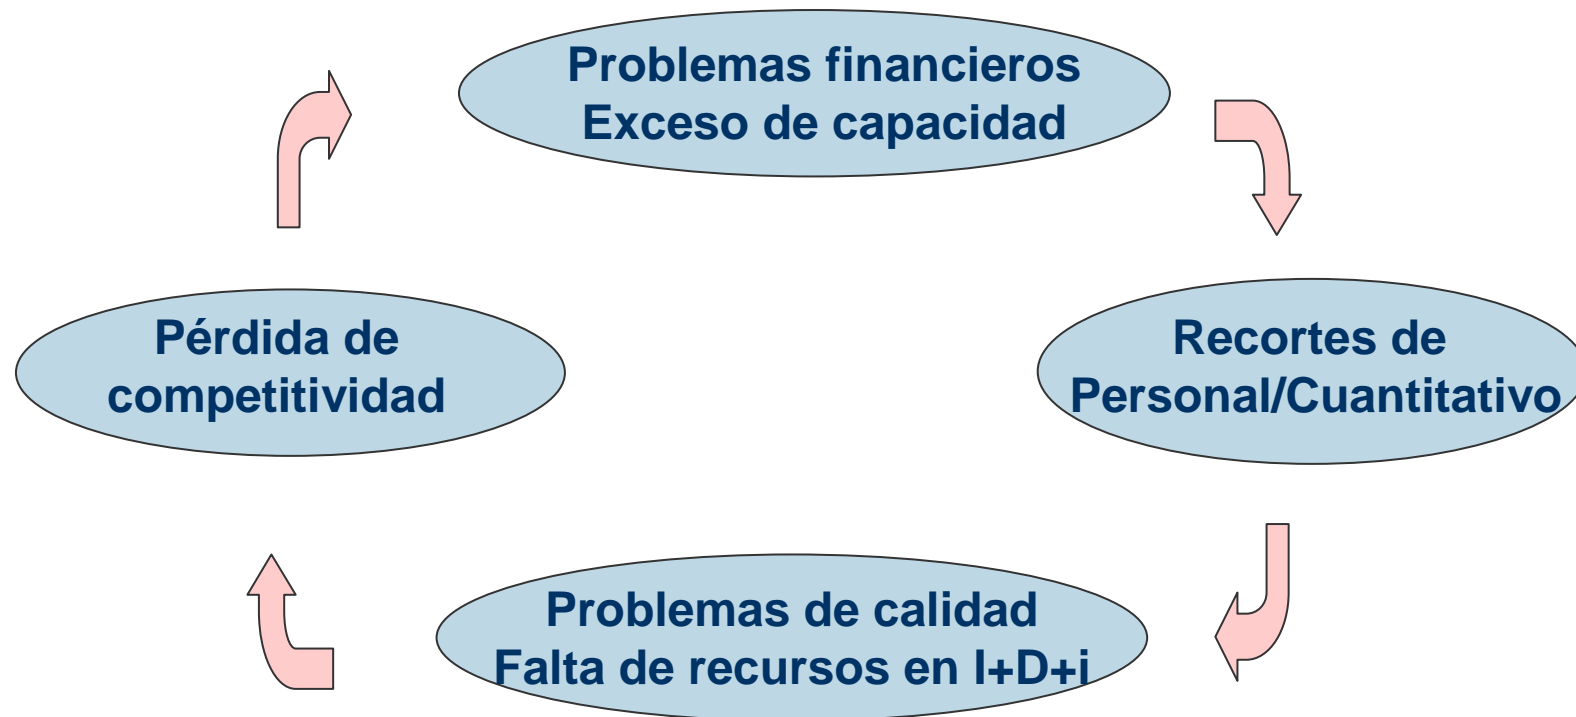 Problemas financieros
Exceso de capacidad
Pérdida de
competitividad
Recortes de
Personal/Cuantitativo
Problemas de calidad
Falta de recursos en I+D+i